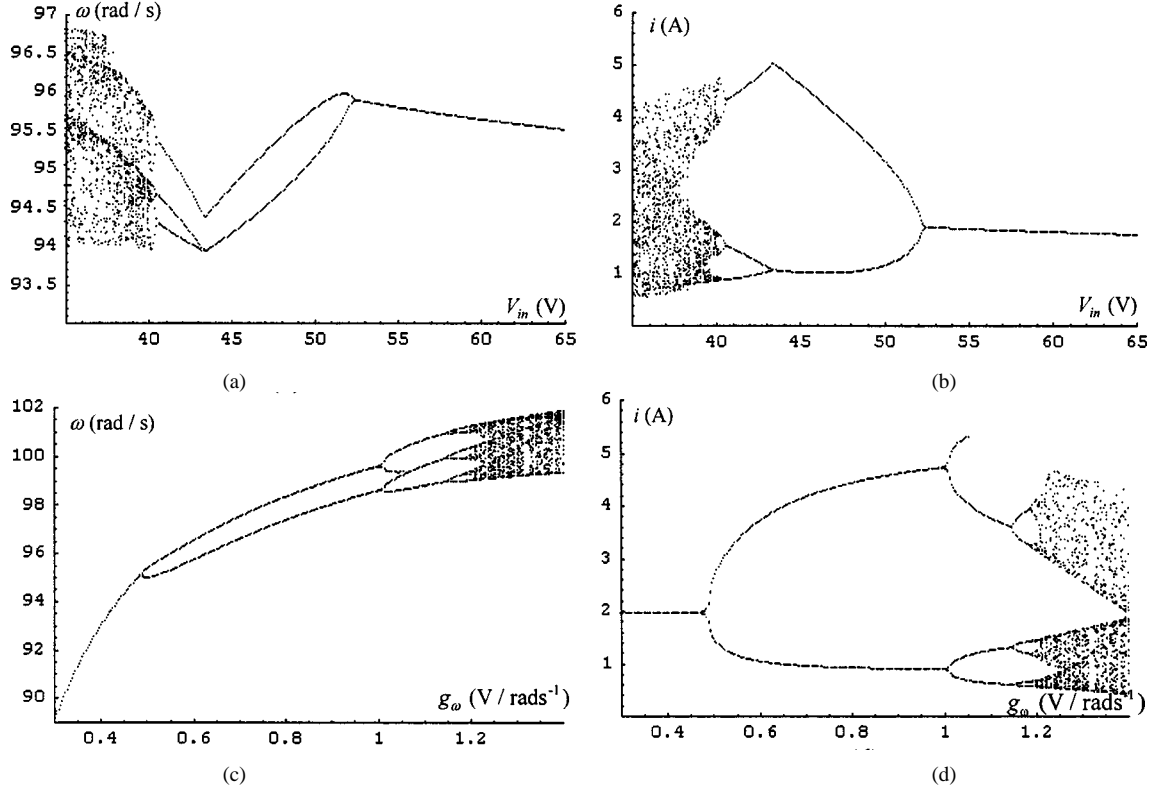 97
ω (rad / s)
96.5
96
95.5
95
94.5
94
93.5
V_in (V)
40 45 50 55 60 65
(a)
6
i (A)
5
4
3
2
1
V_in (V)
40 45 50 55 60 65
(b)
102
ω (rad / s)
100
98
96
94
92
90
g_ω (V / rads⁻¹)
0.4 0.6 0.8 1 1.2
(c)
6
i (A)
5
4
3
2
1
g_ω (V / rads⁻¹)
0.4 0.6 0.8 1 1.2
(d)